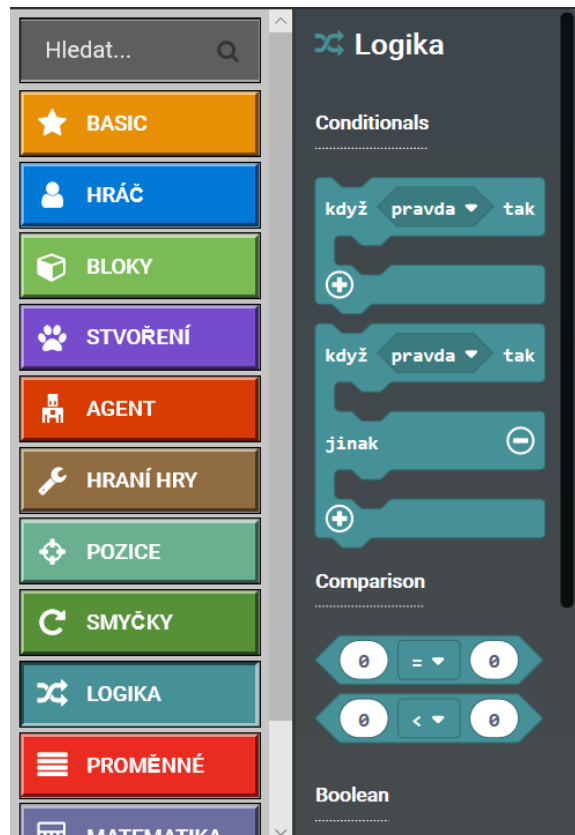 Hledat...
BASIC
HRÁČ
BLOKY
STVOŘENÍ
AGENT
HRANÍ HRY
POZICE
SMYČKY
LOGIKA
PROMĚNNÉ
MATEMATIKA
Logika
Conditionals
když pravda tak
když pravda tak
jinak
Comparison
0 = 0
0 < 0
Boolean